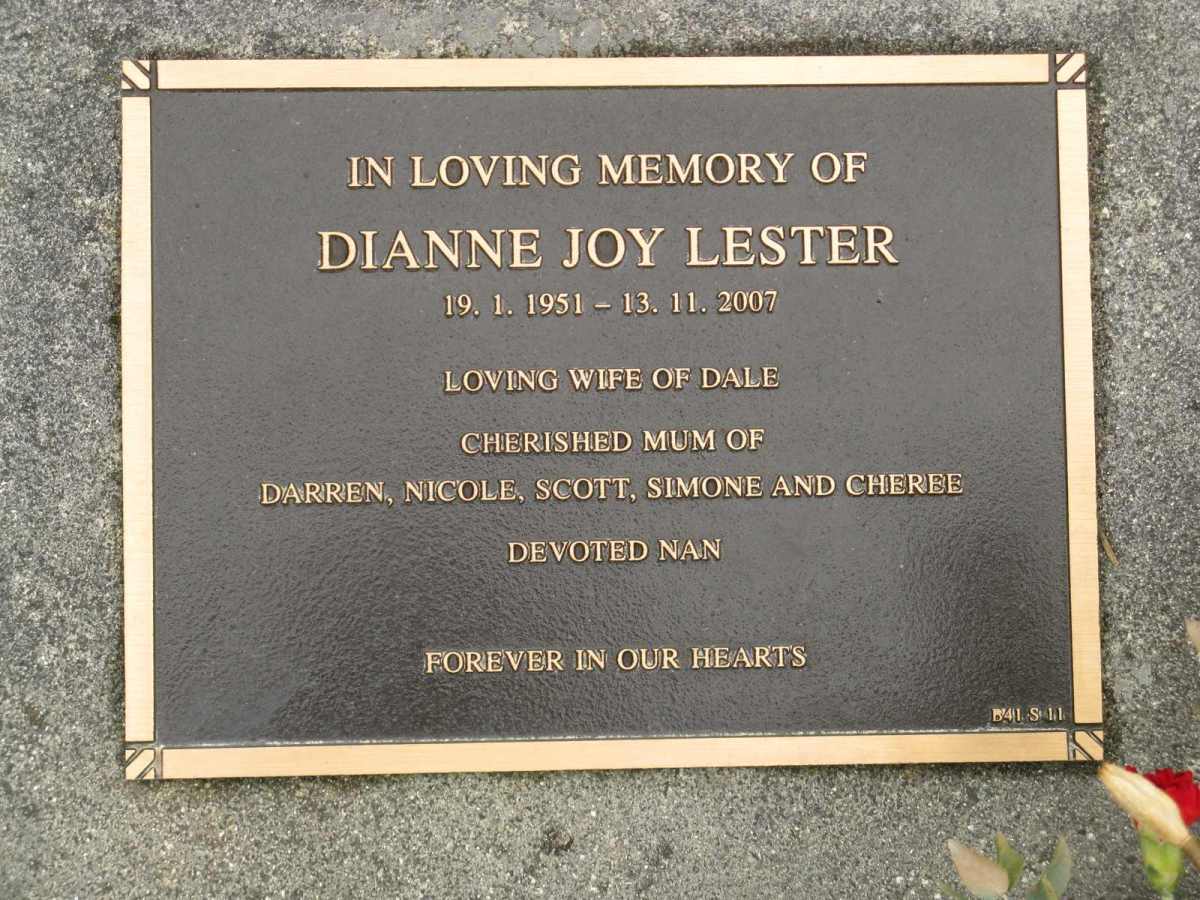 IN LOVING MEMORY OF
DIANNE JOY LESTER
19. 1. 1951 – 13. 11. 2007
LOVING WIFE OF DALE
CHERISHED MUM OF
DARREN, NICOLE, SCOTT, SIMONE AND CHEREE
DEVOTED NAN
FOREVER IN OUR HEARTS
B41 S 11